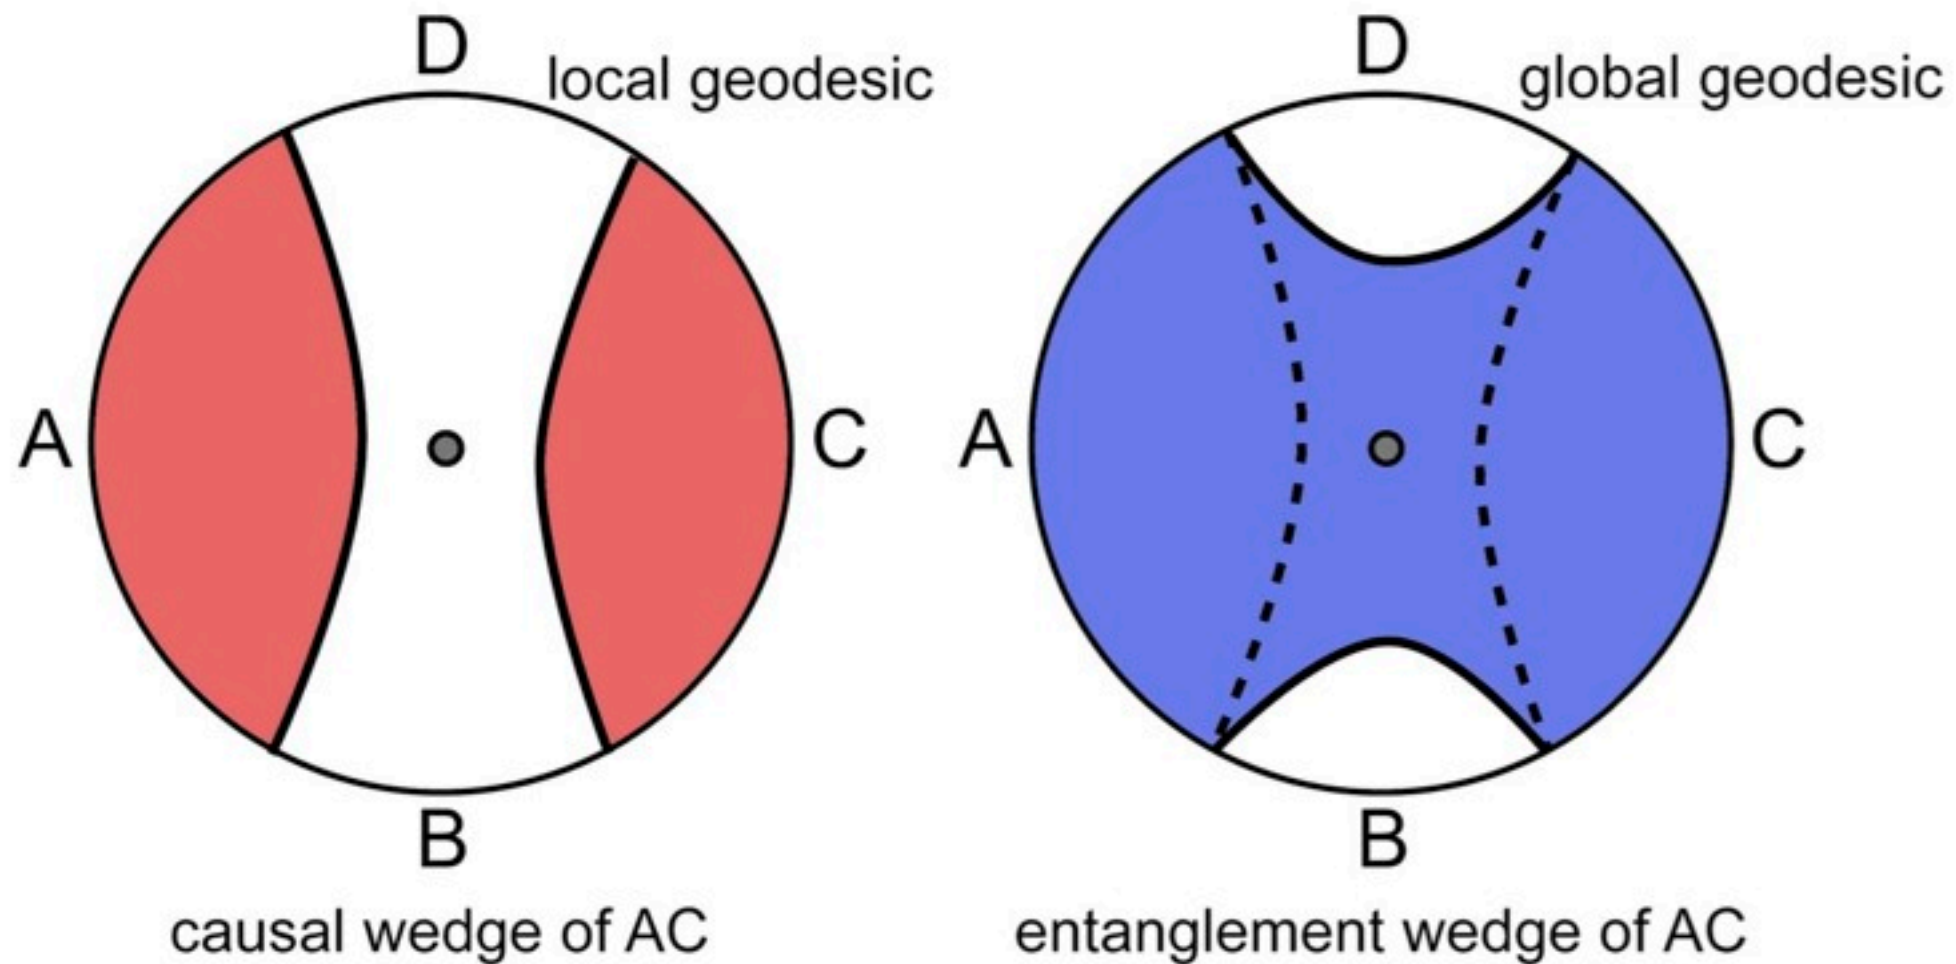 D
local geodesic
A
C
B
causal wedge of AC
D
global geodesic
A
C
B
entanglement wedge of AC